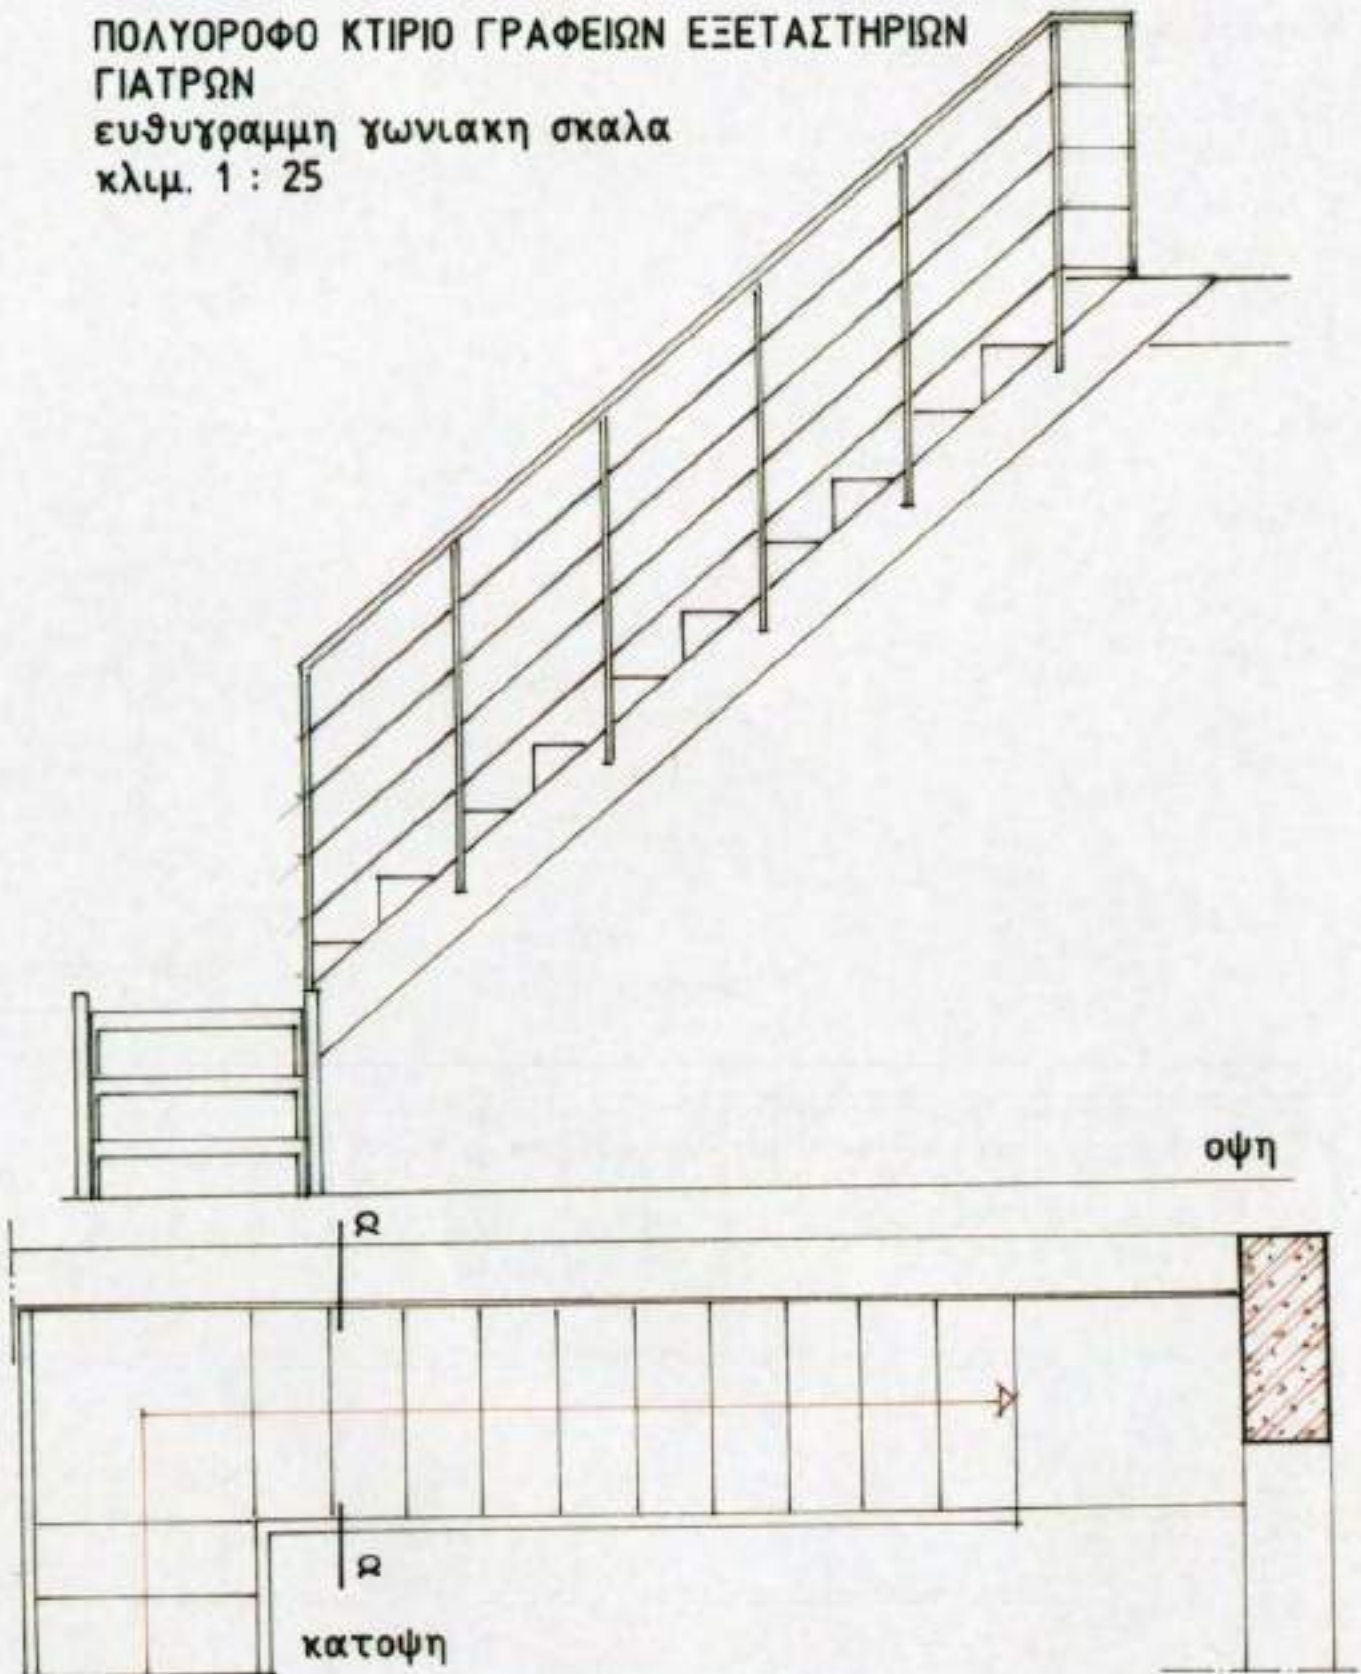 ΠΟΛΥΟΡΟΦΟ ΚΤΙΡΙΟ ΓΡΑΦΕΙΩΝ ΕΞΕΤΑΣΤΗΡΙΩΝ
ΓΙΑΤΡΩΝ
ευθυγραμμη γωνιακη σκαλα
κλιμ. 1 : 25
οψη
α
α
κατοψη